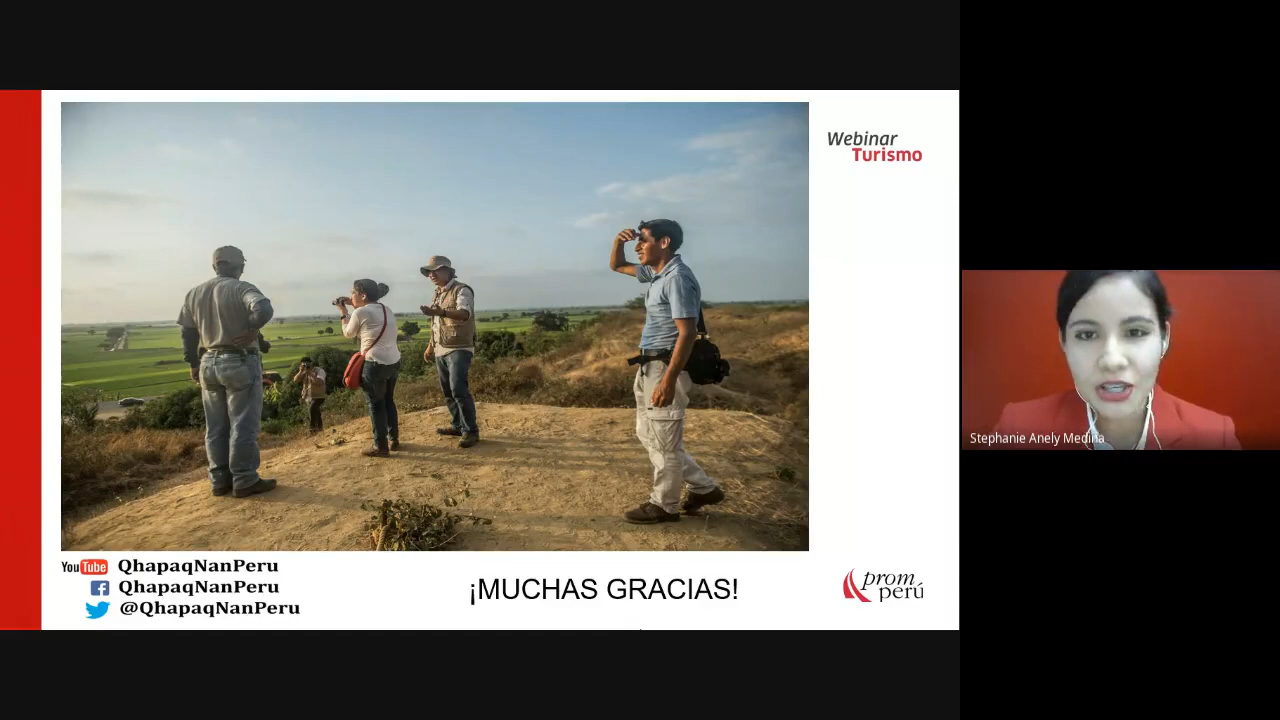 Webinar
Turismo
Stephanie Anely Medina
YouTube QhapaqNanPeru
QhapaqNanPeru
@QhapaqNanPeru
¡MUCHAS GRACIAS!
prom
perú